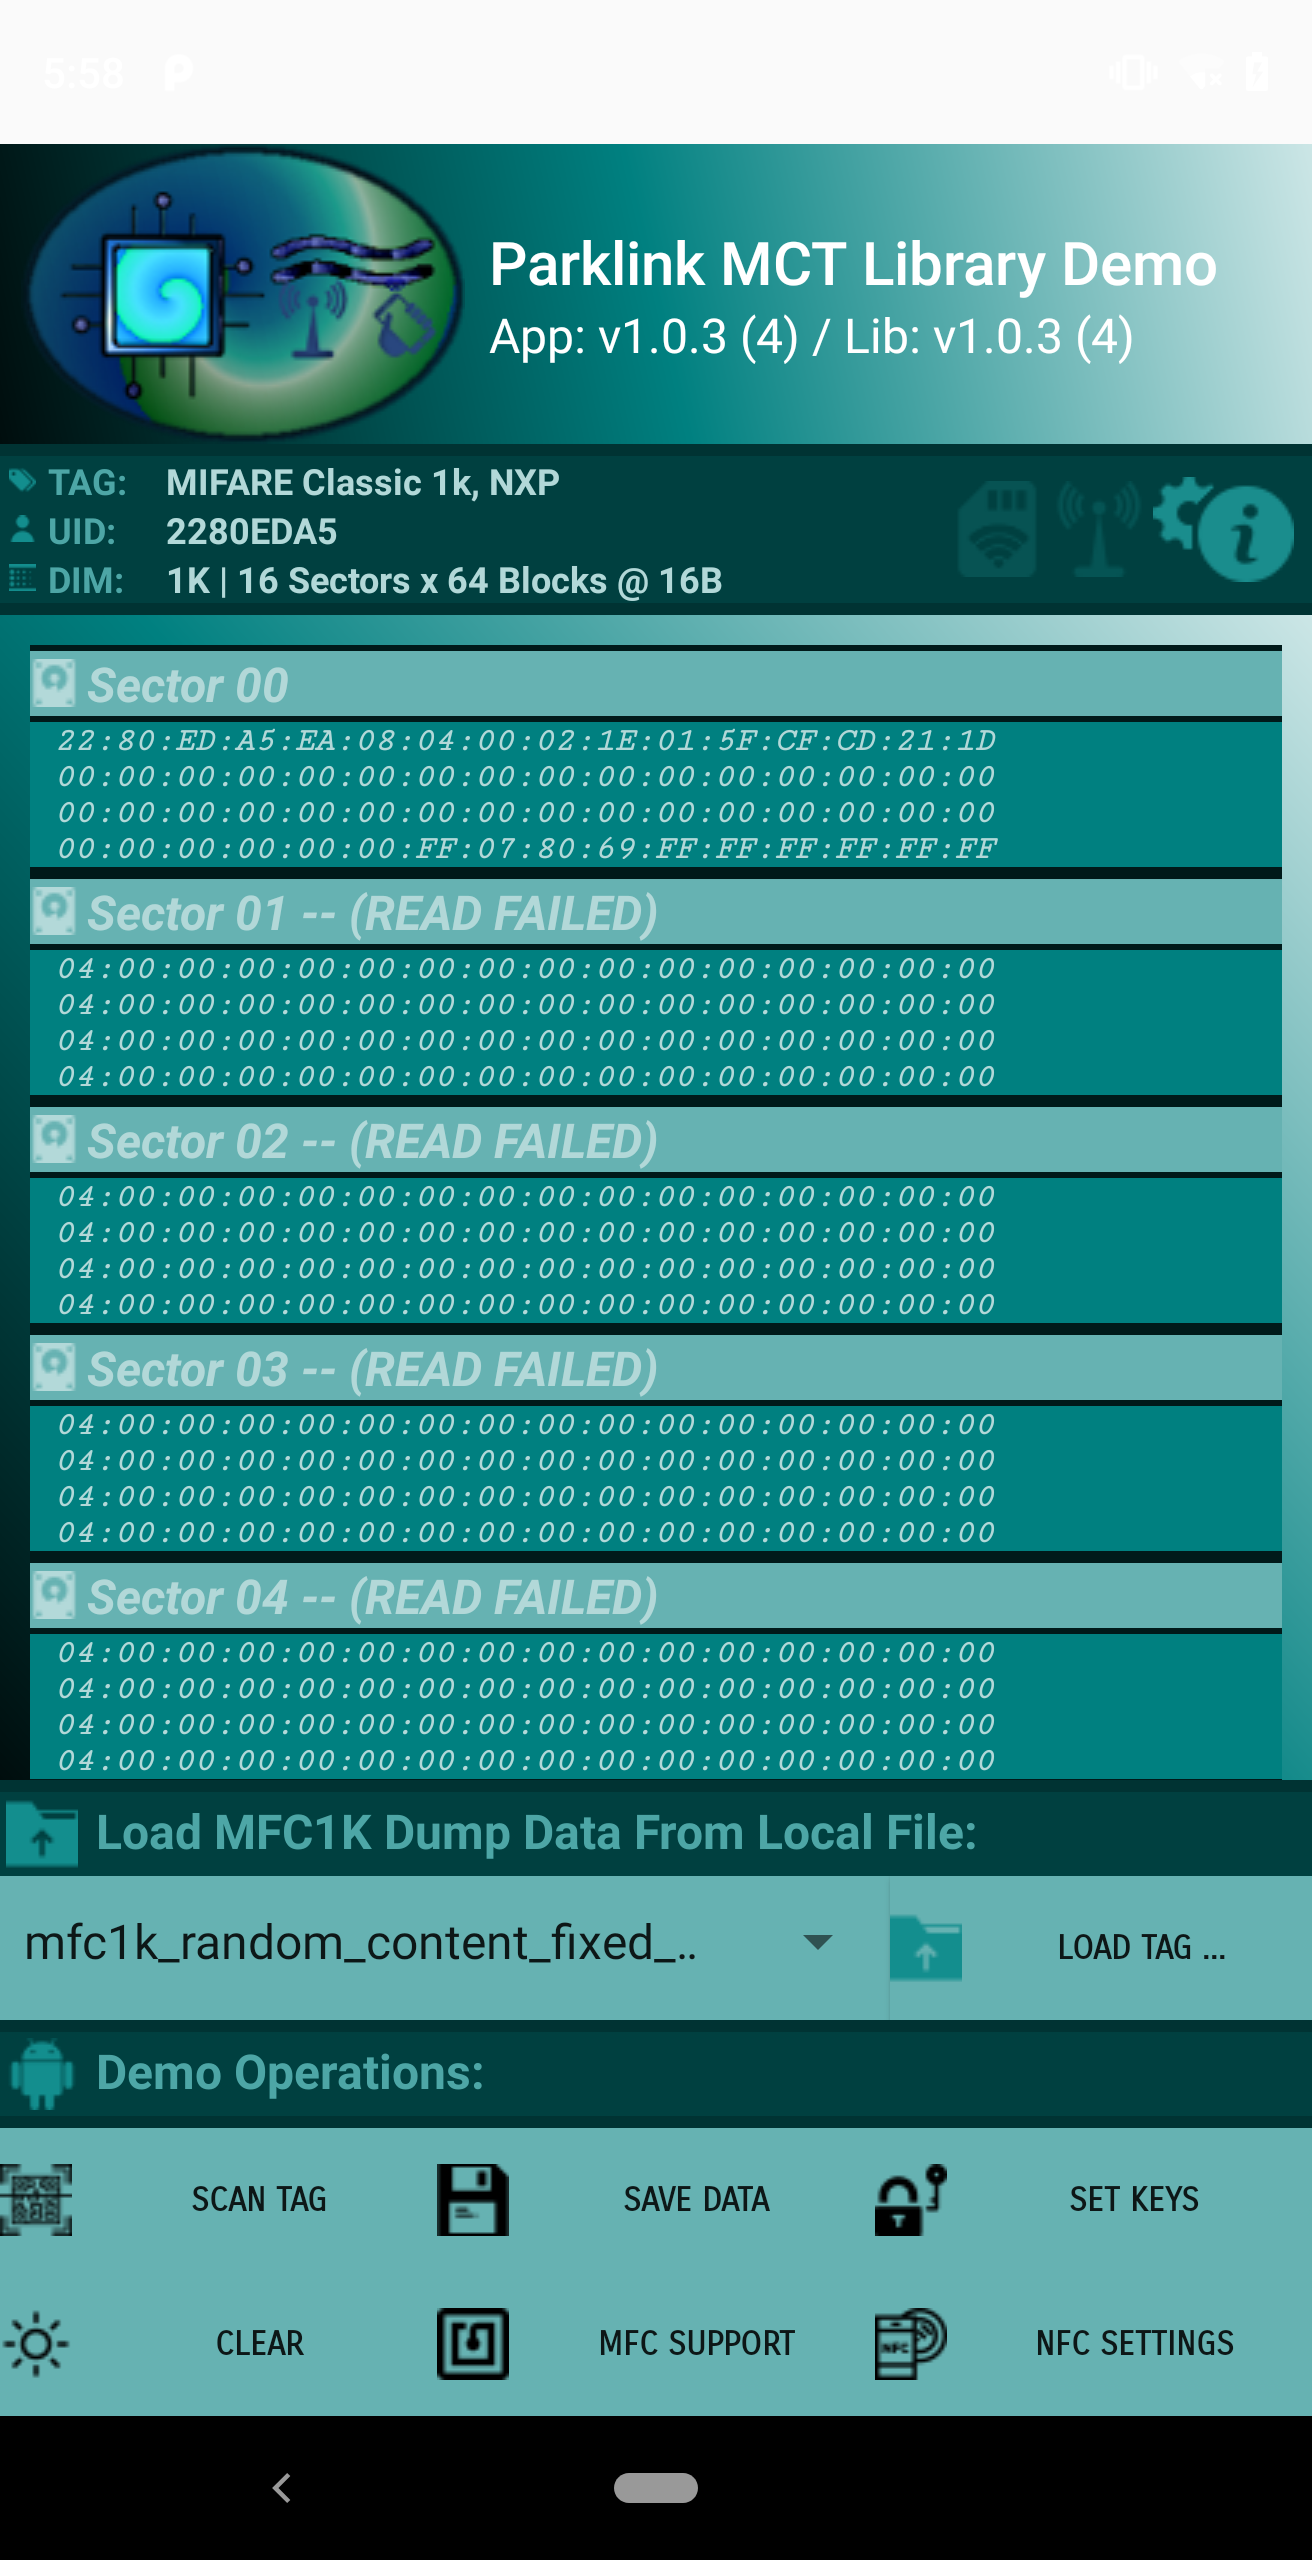 5:58
Parklink MCT Library Demo
App: v1.0.3 (4) / Lib: v1.0.3 (4)
TAG: MIFARE Classic 1k, NXP
UID: 2280EDA5
DIM: 1K | 16 Sectors x 64 Blocks @ 16B
Sector 00
22:80:ED:A5:EA:08:04:00:02:1E:01:5F:CF:CD:21:1D
00:00:00:00:00:00:00:00:00:00:00:00:00:00:00:00
00:00:00:00:00:00:00:00:00:00:00:00:00:00:00:00
00:00:00:00:00:00:FF:07:80:69:FF:FF:FF:FF:FF:FF
Sector 01 -- (READ FAILED)
04:00:00:00:00:00:00:00:00:00:00:00:00:00:00:00
04:00:00:00:00:00:00:00:00:00:00:00:00:00:00:00
04:00:00:00:00:00:00:00:00:00:00:00:00:00:00:00
04:00:00:00:00:00:00:00:00:00:00:00:00:00:00:00
Sector 02 -- (READ FAILED)
04:00:00:00:00:00:00:00:00:00:00:00:00:00:00:00
04:00:00:00:00:00:00:00:00:00:00:00:00:00:00:00
04:00:00:00:00:00:00:00:00:00:00:00:00:00:00:00
04:00:00:00:00:00:00:00:00:00:00:00:00:00:00:00
Sector 03 -- (READ FAILED)
04:00:00:00:00:00:00:00:00:00:00:00:00:00:00:00
04:00:00:00:00:00:00:00:00:00:00:00:00:00:00:00
04:00:00:00:00:00:00:00:00:00:00:00:00:00:00:00
04:00:00:00:00:00:00:00:00:00:00:00:00:00:00:00
Sector 04 -- (READ FAILED)
04:00:00:00:00:00:00:00:00:00:00:00:00:00:00:00
04:00:00:00:00:00:00:00:00:00:00:00:00:00:00:00
04:00:00:00:00:00:00:00:00:00:00:00:00:00:00:00
04:00:00:00:00:00:00:00:00:00:00:00:00:00:00:00
Load MFC1K Dump Data From Local File:
mfc1k_random_content_fixed_.. LOAD TAG ...
Demo Operations:
SCAN TAG SAVE DATA SET KEYS
CLEAR MFC SUPPORT NFC NFC SETTINGS